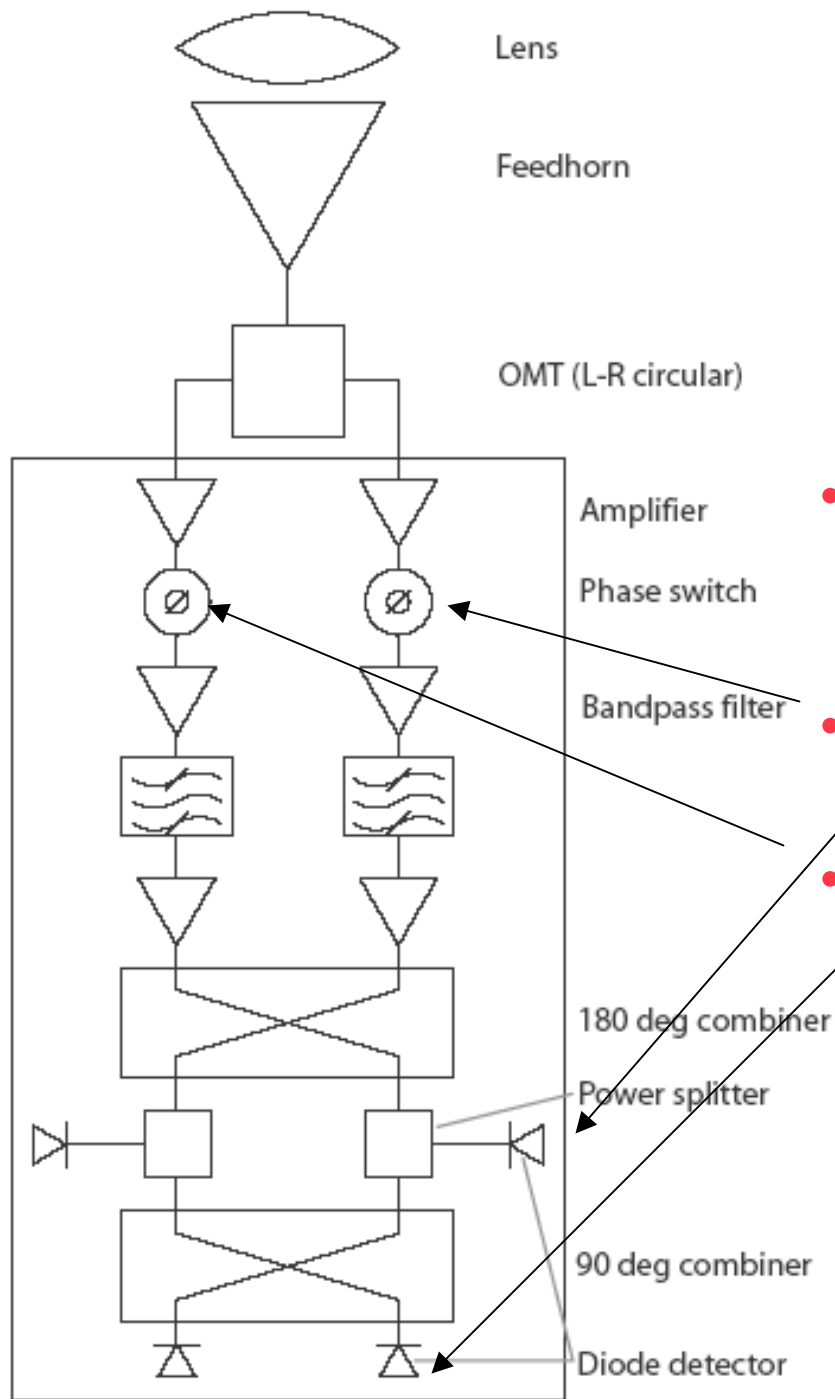 Lens
Feedhorn
OMT (L-R circular)
Amplifier
Phase switch
Bandpass filter
180 deg combiner
Power splitter
90 deg combiner
Diode detector